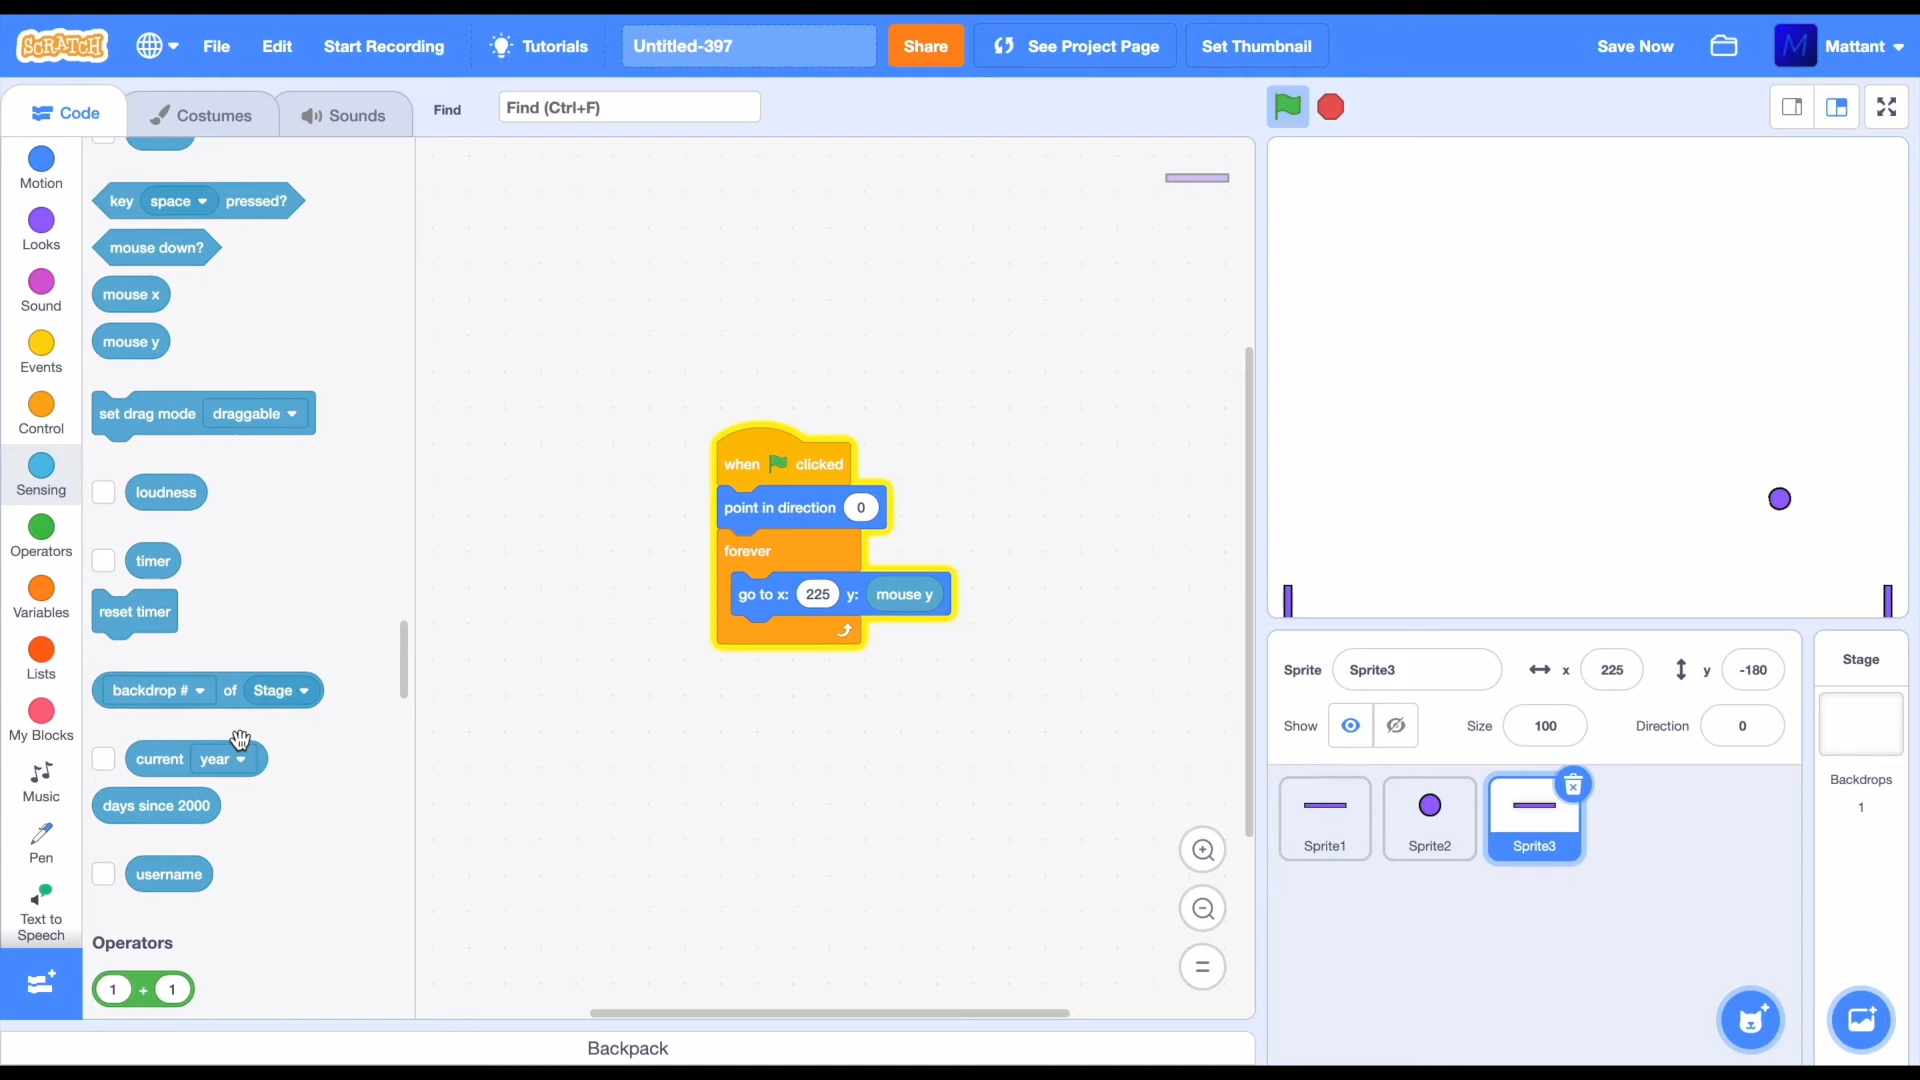 SCRATCH
File
Edit
Start Recording
Tutorials
Untitled-397
Share
See Project Page
Set Thumbnail
Save Now
Mattant
Code
Costumes
Sounds
Find
Find (Ctrl+F)
Motion
Looks
Sound
Events
Control
Sensing
Operators
Variables
Lists
My Blocks
Music
Pen
Text to
Speech
key space pressed?
mouse down?
mouse x
mouse y
set drag mode draggable
loudness
timer
reset timer
backdrop # of Stage
current year
days since 2000
username
Operators
1 + 1
when clicked
point in direction 0
forever
go to x: 225 y: mouse y
Backpack
Sprite Sprite3 x 225 y -180
Show Size 100 Direction 0
Sprite1
Sprite2
Sprite3
Stage
Backdrops
1